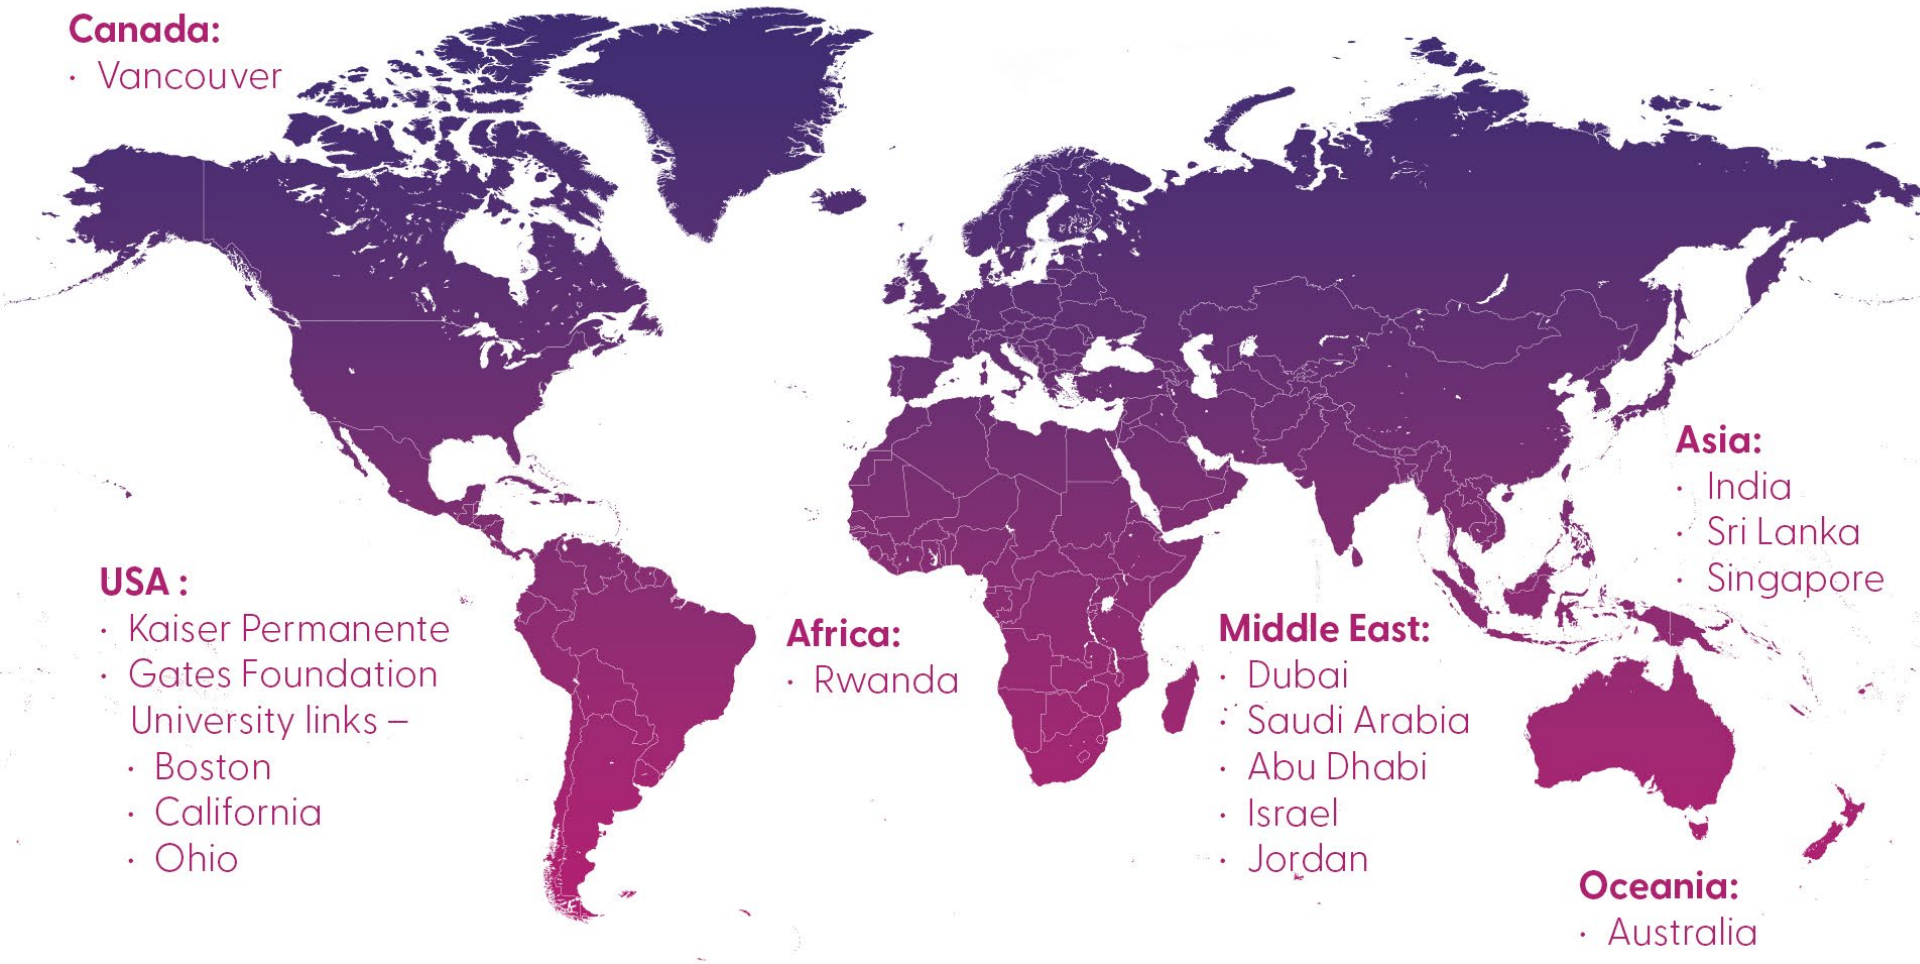 Canada:
· Vancouver
USA :
· Kaiser Permanente
· Gates Foundation
University links –
· Boston
· California
· Ohio
Africa:
· Rwanda
Middle East:
· Dubai
· Saudi Arabia
· Abu Dhabi
· Israel
· Jordan
Asia:
· India
· Sri Lanka
· Singapore
Oceania:
· Australia